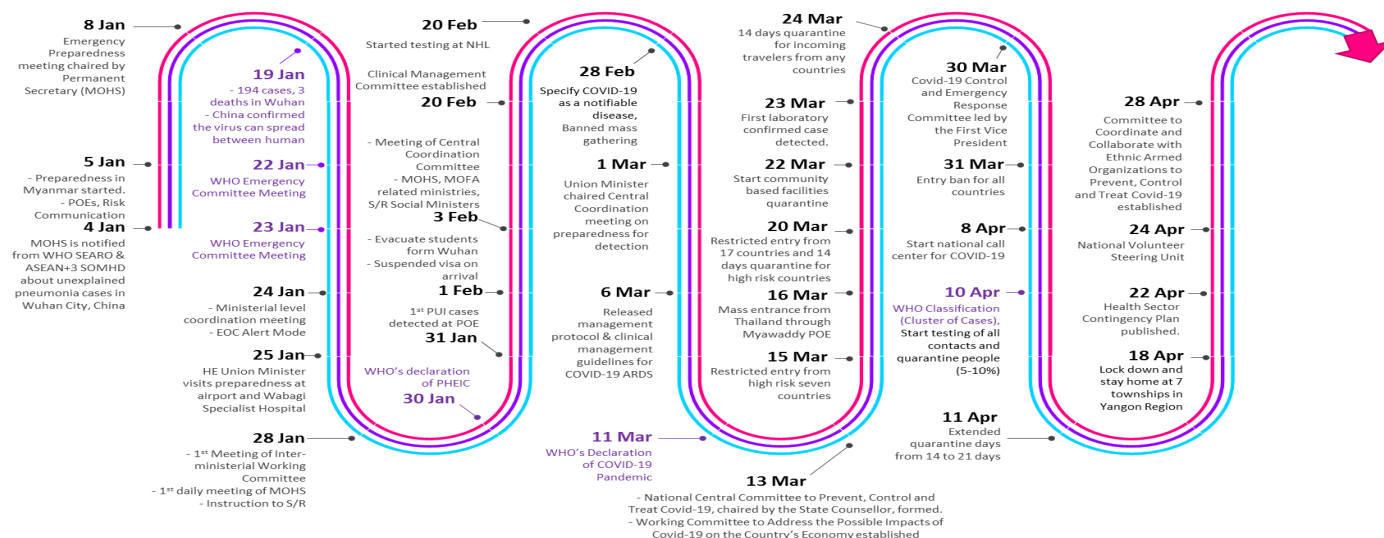 8 Jan
Emergency
Preparedness
meeting chaired by
Permanent
Secretary (MOHS)
5 Jan
- Preparedness in
Myanmar started.
- POEs, Risk
Communication
4 Jan
MOHS is notified
from WHO SEARO &
ASEAN+3 SOMHD
about unexplained
pneumonia cases in
Wuhan City, China
19 Jan
- 194 cases, 3
deaths in Wuhan
- China confirmed
the virus can spread
between human
22 Jan
WHO Emergency
Committee Meeting
23 Jan
WHO Emergency
Committee Meeting
24 Jan
- Ministerial level
coordination meeting
- EOC Alert Mode
25 Jan
HE Union Minister
visits preparedness at
airport and Wabagi
Specialist Hospital
28 Jan
- 1st Meeting of Inter-
ministerial Working
Committee
- 1st daily meeting of MOHS
- Instruction to S/R
20 Feb
Started testing at NHL
Clinical Management
Committee established
20 Feb
- Meeting of Central
Coordination
Committee
- MOHS, MOFA
related ministries,
S/R Social Ministers
3 Feb
- Evacuate students
form Wuhan
- Suspended visa on
arrival
1 Feb
1st PUI cases
detected at POE
31 Jan
WHO's declaration
of PHEIC
30 Jan
28 Feb
Specify COVID-19
as a notifiable
disease,
Banned mass
gathering
1 Mar
Union Minister
chaired Central
Coordination
meeting on
preparedness for
detection
6 Mar
Released
management
protocol & clinical
management
guidelines for
COVID-19 ARDS
11 Mar
WHO's Declaration
of COVID-19
Pandemic
13 Mar
- National Central Committee to Prevent, Control and
Treat Covid-19, chaired by the State Counsellor, formed.
- Working Committee to Address the Possible Impacts of
Covid-19 on the Country's Economy established
24 Mar
14 days quarantine
for incoming
travelers from any
countries
23 Mar
First laboratory
confirmed case
detected.
22 Mar
Start community
based facilities
quarantine
20 Mar
Restricted entry from
17 countries and 14
days quarantine for
high risk countries
16 Mar
Mass entrance from
Thailand through
Myawaddy POE
15 Mar
Restricted entry from
high risk seven
countries
30 Mar
Covid-19 Control
and Emergency
Response
Committee led by
the First Vice
President
31 Mar
Entry ban for all
countries
8 Apr
Start national call
center for COVID-19
10 Apr
WHO Classification
(Cluster of Cases),
Start testing of all
contacts and
quarantine people
(5-10%)
11 Apr
Extended
quarantine days
from 14 to 21 days
28 Apr
Committee to
Coordinate and
Collaborate with
Ethnic Armed
Organizations to
Prevent, Control
and Treat Covid-19
established
24 Apr
National Volunteer
Steering Unit
22 Apr
Health Sector
Contingency Plan
published.
18 Apr
Lock down and
stay home at 7
townships in
Yangon Region